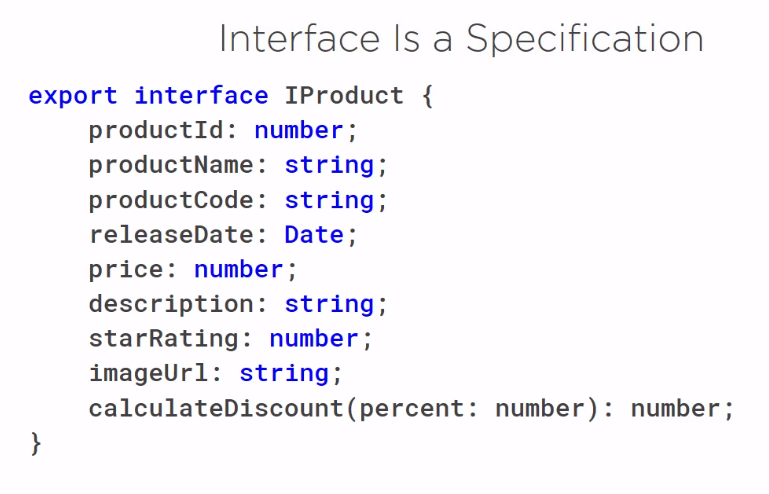 Interface Is a Specification
export interface IProduct {
    productId: number;
    productName: string;
    productCode: string;
    releaseDate: Date;
    price: number;
    description: string;
    starRating: number;
    imageUrl: string;
    calculateDiscount(percent: number): number;
}